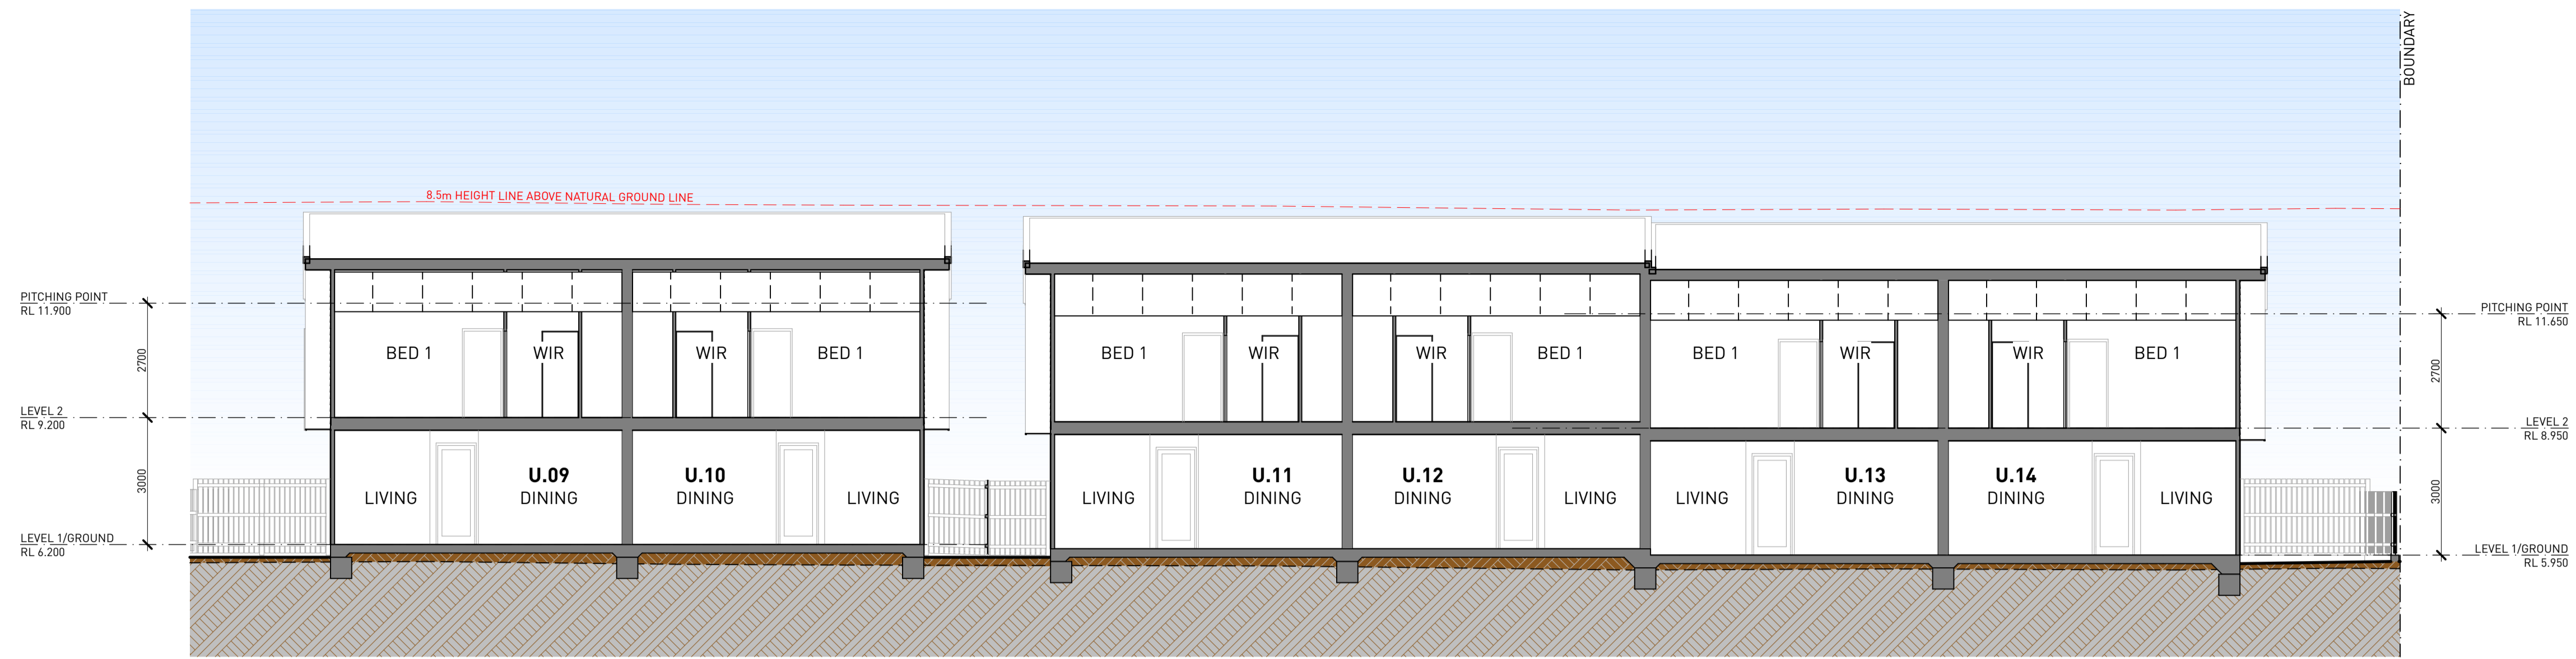 BOUNDARY
8.5m HEIGHT LINE ABOVE NATURAL GROUND LINE
PITCHING POINT
RL 11.900
2700
LEVEL 2
RL 9.200
3000
LEVEL 1/GROUND
RL 6.200
BED 1
WIR
WIR
BED 1
BED 1
WIR
WIR
BED 1
BED 1
WIR
WIR
BED 1
U.09
U.10
U.11
U.12
U.13
U.14
LIVING
DINING
DINING
LIVING
LIVING
DINING
DINING
LIVING
LIVING
DINING
DINING
LIVING
PITCHING POINT
RL 11.650
2700
LEVEL 2
RL 8.950
3000
LEVEL 1/GROUND
RL 5.950